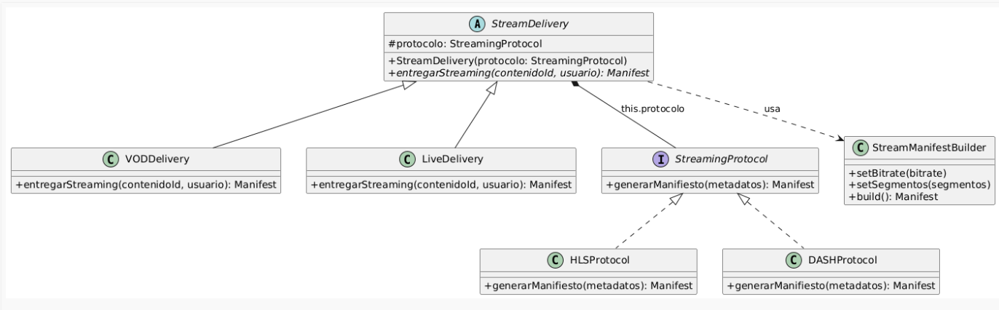 A StreamDelivery
#protocolo: StreamingProtocol
+StreamDelivery(protocolo: StreamingProtocol)
+entregarStreaming(contenidoId, usuario): Manifest
this.protocolo
usa
C VODDelivery
+entregarStreaming(contenidoId, usuario): Manifest
C LiveDelivery
+entregarStreaming(contenidoId, usuario): Manifest
I StreamingProtocol
+generarManifiesto(metadatos): Manifest
C StreamManifestBuilder
+setBitrate(bitrate)
+setSegmentos(segmentos)
+build(): Manifest
C HLSProtocol
+generarManifiesto(metadatos): Manifest
C DASHProtocol
+generarManifiesto(metadatos): Manifest